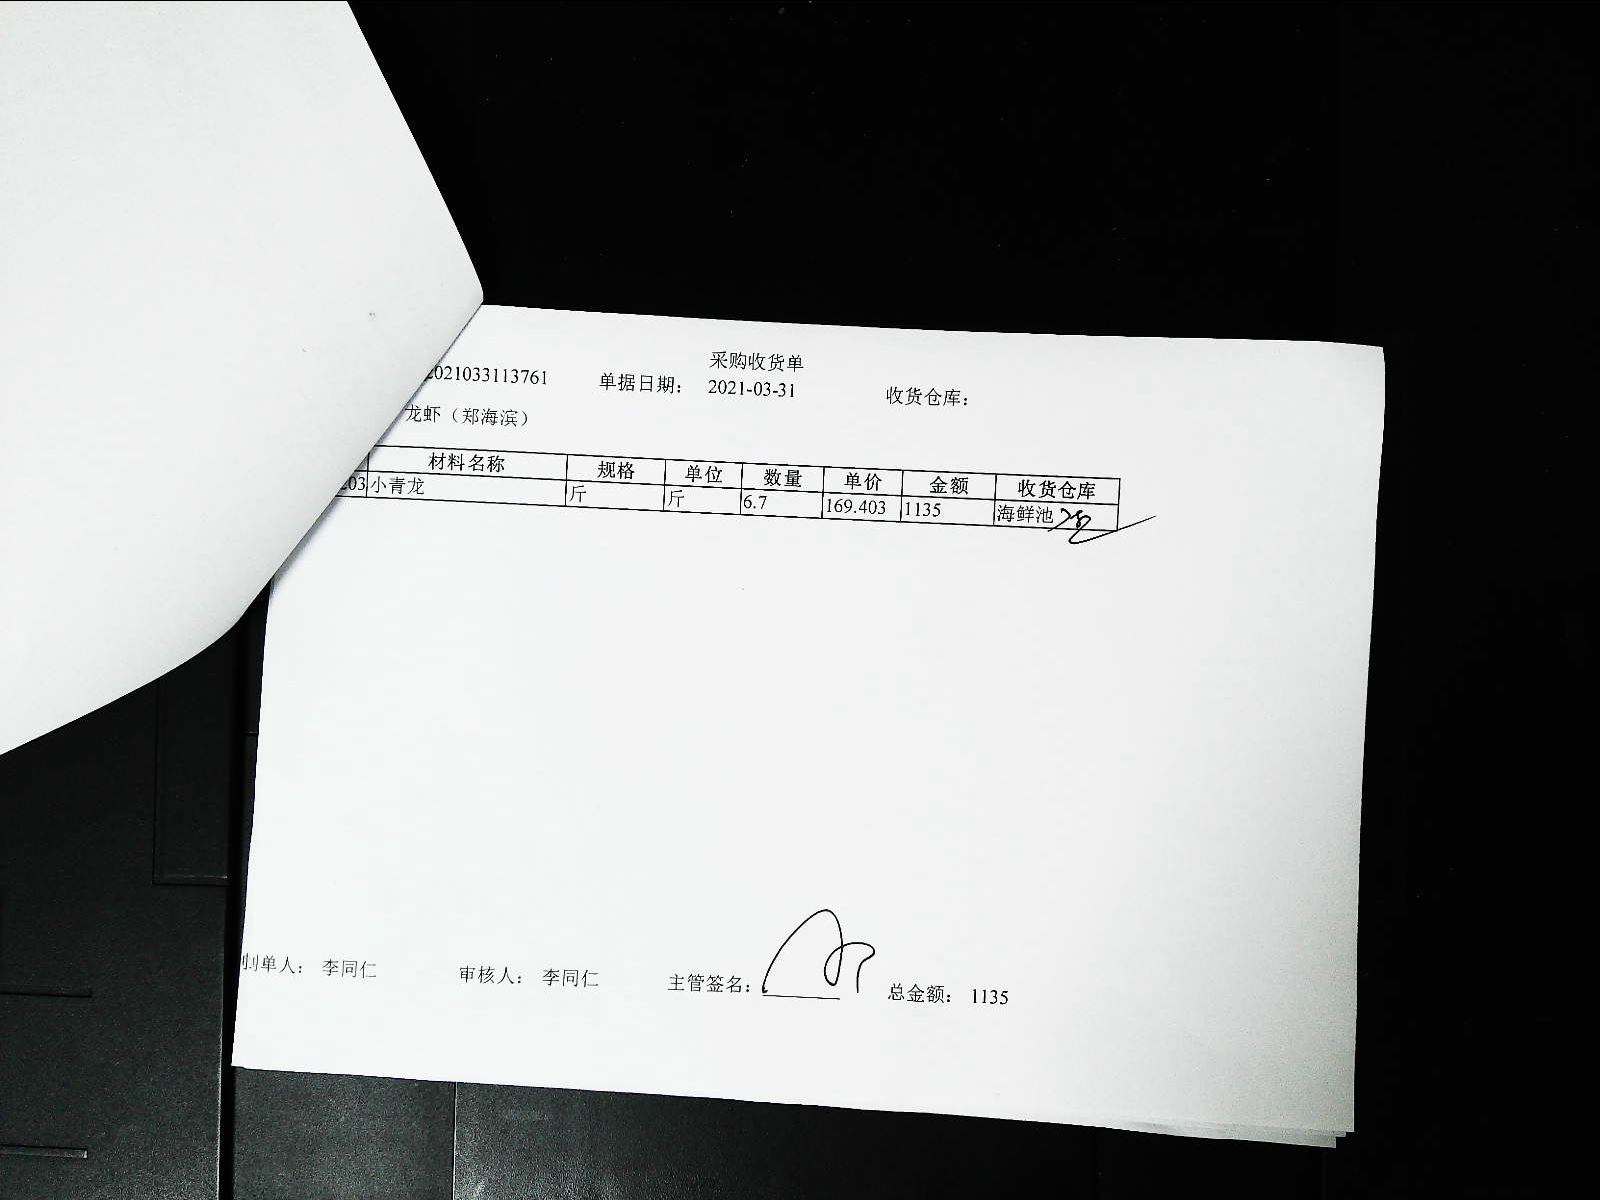 采购收货单
2021033113761 单据日期： 2021-03-31 收货仓库：
龙虾（郑海滨）
材料名称 规格 单位 数量 单价 金额 收货仓库
203 小青龙 斤 斤 6.7 169.403 1135 海鲜池
制单人： 李同仁 审核人： 李同仁 主管签名： 总金额： 1135